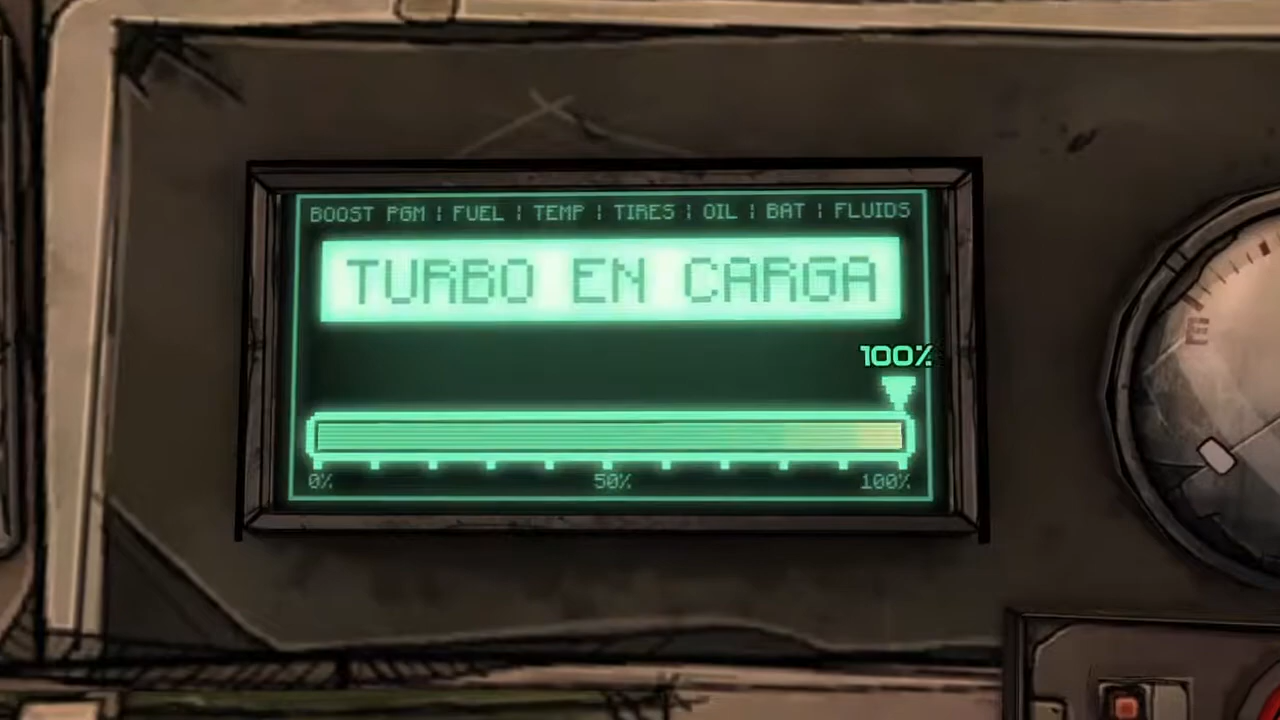 BOOST PGM ¦ FUEL ¦ TEMP ¦ TIRES ¦ OIL ¦ BAT ¦ FLUIDS
TURBO EN CARGA
100%
0% 50% 100%
E